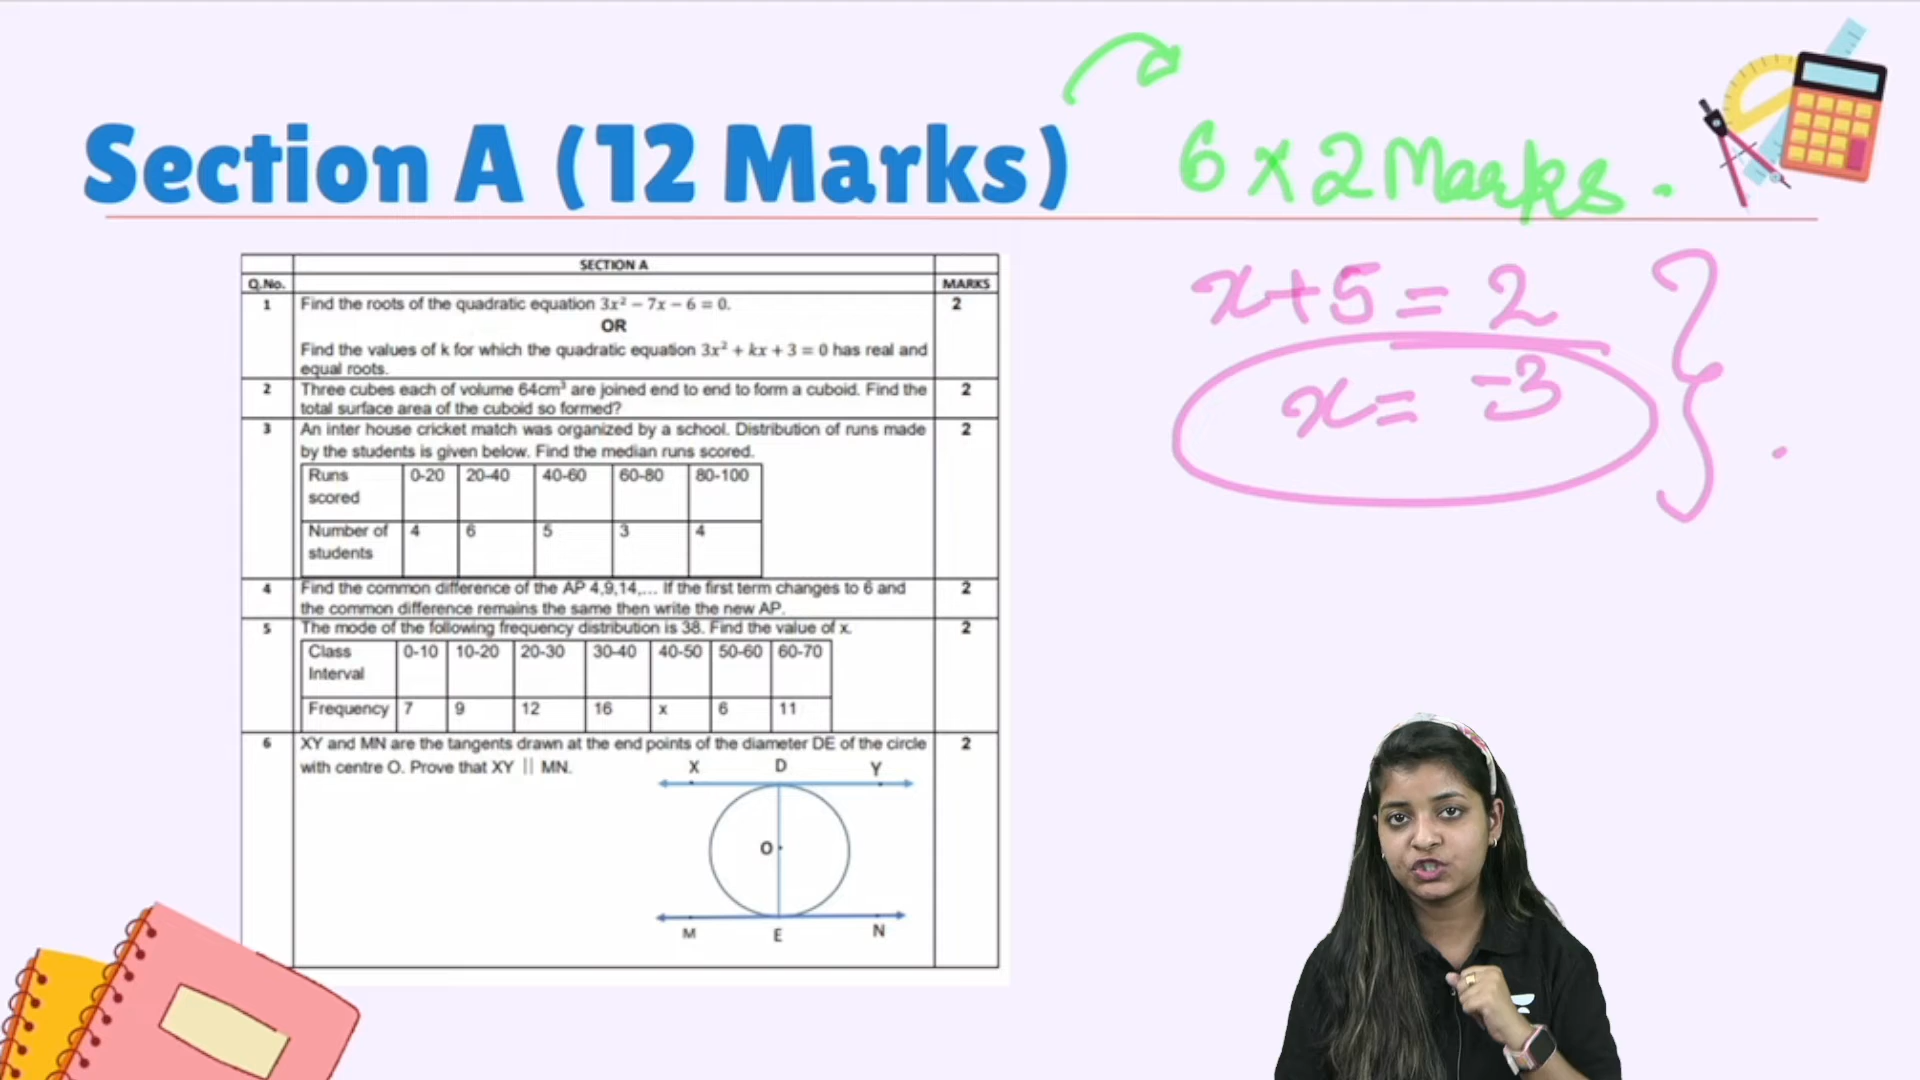 Section A (12 Marks)
6 x 2 Marks.
x+5 = 2
x = -3
SECTION A
Q.No. MARKS
1 Find the roots of the quadratic equation 3x² − 7x − 6 = 0. 2
OR
Find the values of k for which the quadratic equation 3x² + kx + 3 = 0 has real and
equal roots.
2 Three cubes each of volume 64cm³ are joined end to end to form a cuboid. Find the 2
total surface area of the cuboid so formed?
3 An inter house cricket match was organized by a school. Distribution of runs made 2
by the students is given below. Find the median runs scored.
Runs 0-20 20-40 40-60 60-80 80-100
scored
Number of 4 6 5 3 4
students
4 Find the common difference of the AP 4,9,14,... If the first term changes to 6 and 2
the common difference remains the same then write the new AP.
5 The mode of the following frequency distribution is 38. Find the value of x. 2
Class 0-10 10-20 20-30 30-40 40-50 50-60 60-70
Interval
Frequency 7 9 12 16 x 6 11
6 XY and MN are the tangents drawn at the end points of the diameter DE of the circle 2
with centre O. Prove that XY || MN.
X D Y
O
M E N